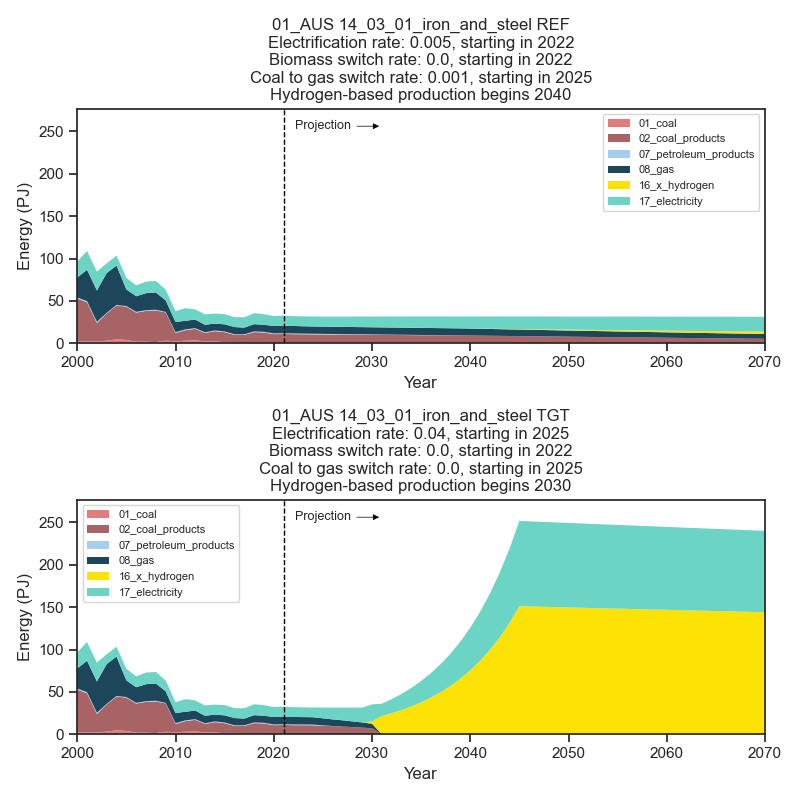 01_AUS 14_03_01_iron_and_steel REF
Electrification rate: 0.005, starting in 2022
Biomass switch rate: 0.0, starting in 2022
Coal to gas switch rate: 0.001, starting in 2025
Hydrogen-based production begins 2040
Projection
01_coal
02_coal_products
07_petroleum_products
08_gas
16_x_hydrogen
17_electricity
Energy (PJ)
250
200
150
100
50
0
2000 2010 2020 2030 2040 2050 2060 2070
Year
01_AUS 14_03_01_iron_and_steel TGT
Electrification rate: 0.04, starting in 2025
Biomass switch rate: 0.0, starting in 2022
Coal to gas switch rate: 0.0, starting in 2025
Hydrogen-based production begins 2030
01_coal
02_coal_products
07_petroleum_products
08_gas
16_x_hydrogen
17_electricity
Projection
Energy (PJ)
250
200
150
100
50
0
2000 2010 2020 2030 2040 2050 2060 2070
Year